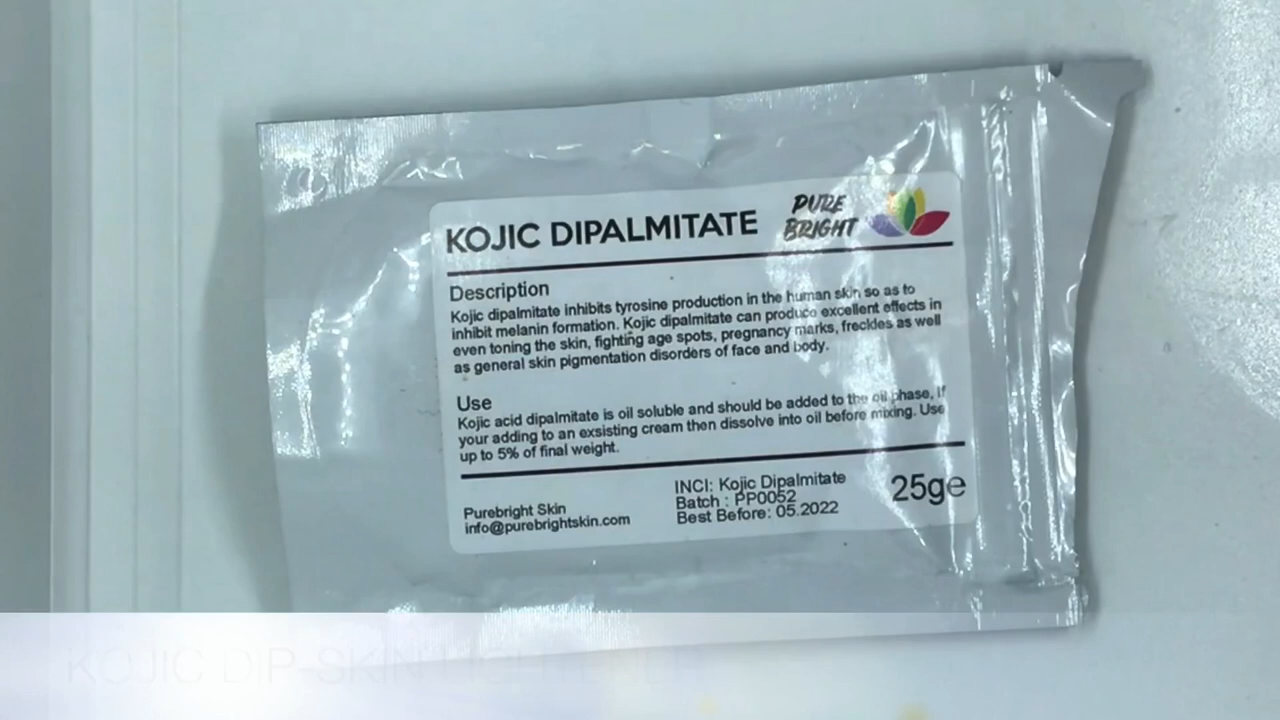 KOJIC DIPALMITATE
PURE
BRIGHT
Description
Kojic dipalmitate inhibits tyrosine production in the human skin so as to
inhibit melanin formation. Kojic dipalmitate can produce excellent effects in
even toning the skin, fighting age spots, pregnancy marks, freckles as well
as general skin pigmentation disorders of face and body.
Use
Kojic acid dipalmitate is oil soluble and should be added to the oil phase, If
your adding to an exsisting cream then dissolve into oil before mixing. Use
up to 5% of final weight.
Purebright Skin
info@purebrightskin.com
INCI: Kojic Dipalmitate
Batch : PP0052
Best Before: 05.2022
25g℮
KOJIC DIP-SKIN